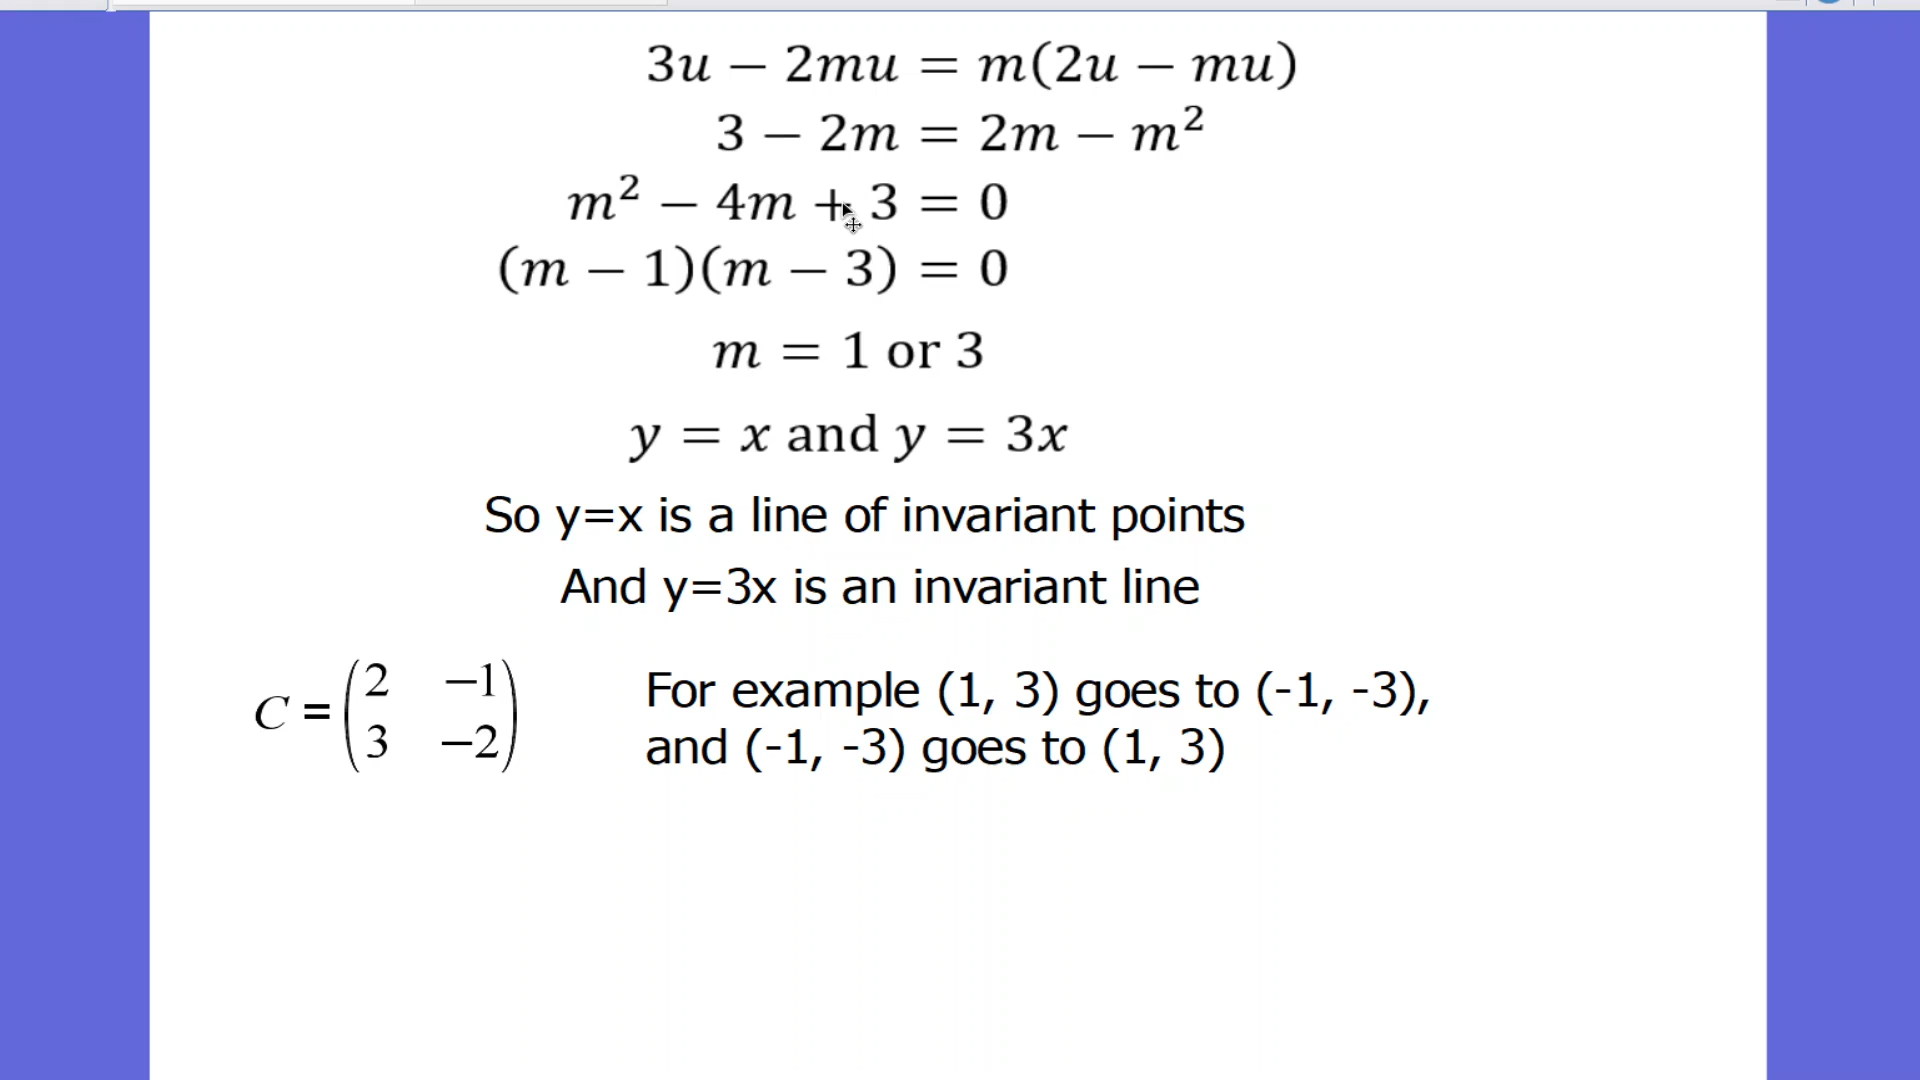 3u − 2mu = m(2u − mu)
3 − 2m = 2m − m²
m² − 4m + 3 = 0
(m − 1)(m − 3) = 0
m = 1 or 3
y = x and y = 3x
So y=x is a line of invariant points
And y=3x is an invariant line
C = (2 −1
3 −2)
For example (1, 3) goes to (-1, -3),
and (-1, -3) goes to (1, 3)